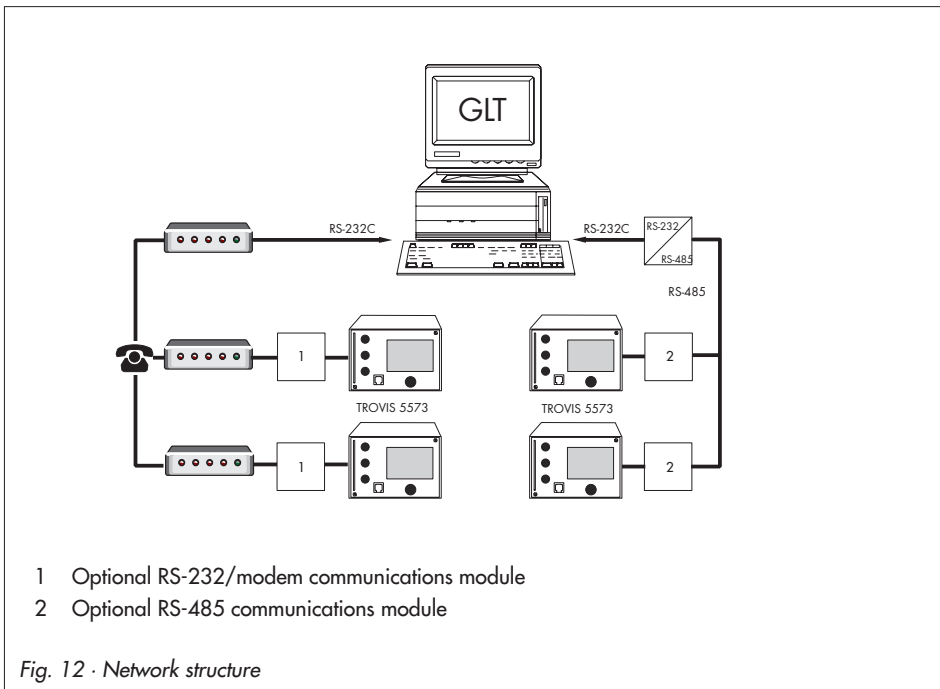 GLT
RS-232C
RS-232C
RS-232
RS-485
RS-485
1
2
TROVIS 5573
TROVIS 5573
1
2
1 Optional RS-232/modem communications module
2 Optional RS-485 communications module
Fig. 12 · Network structure